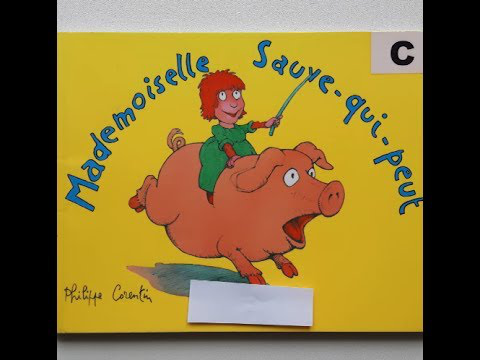 Mademoiselle Sauve-qui-peut
C
Philippe Corentin